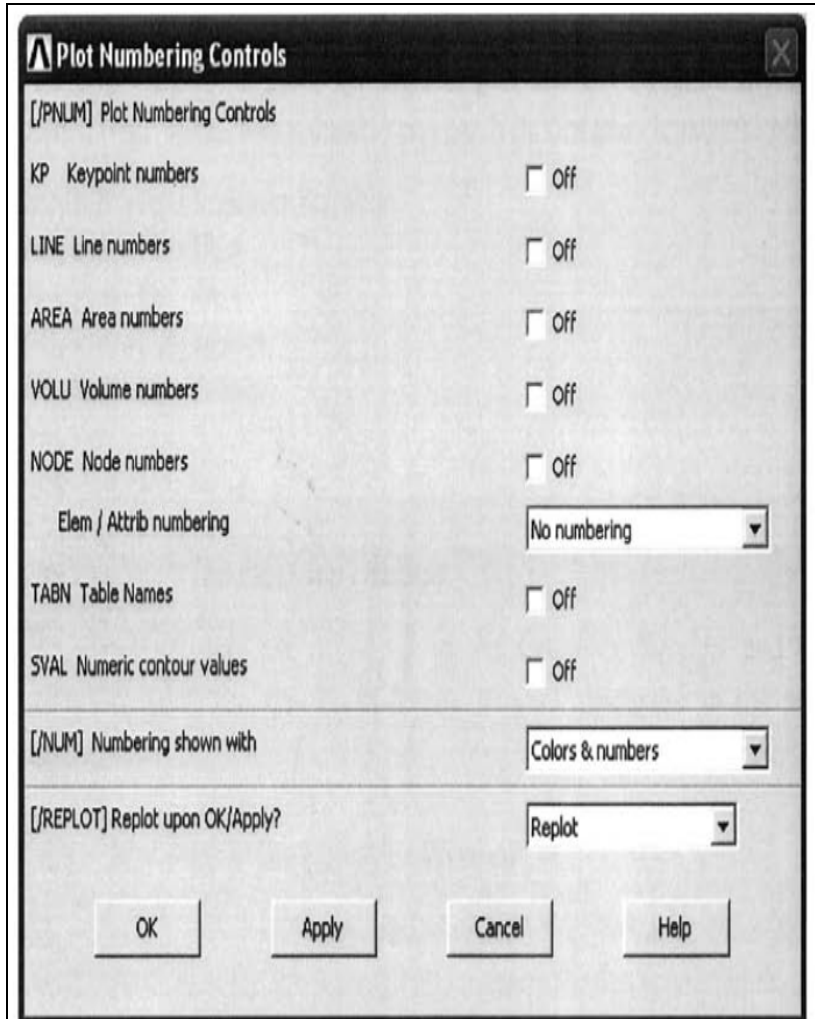 Plot Numbering Controls
[/PNUM] Plot Numbering Controls
KP Keypoint numbers Off
LINE Line numbers Off
AREA Area numbers Off
VOLU Volume numbers Off
NODE Node numbers Off
Elem / Attrib numbering No numbering
TABN Table Names Off
SVAL Numeric contour values Off
[/NUM] Numbering shown with Colors & numbers
[/REPLOT] Replot upon OK/Apply? Replot
OK Apply Cancel Help